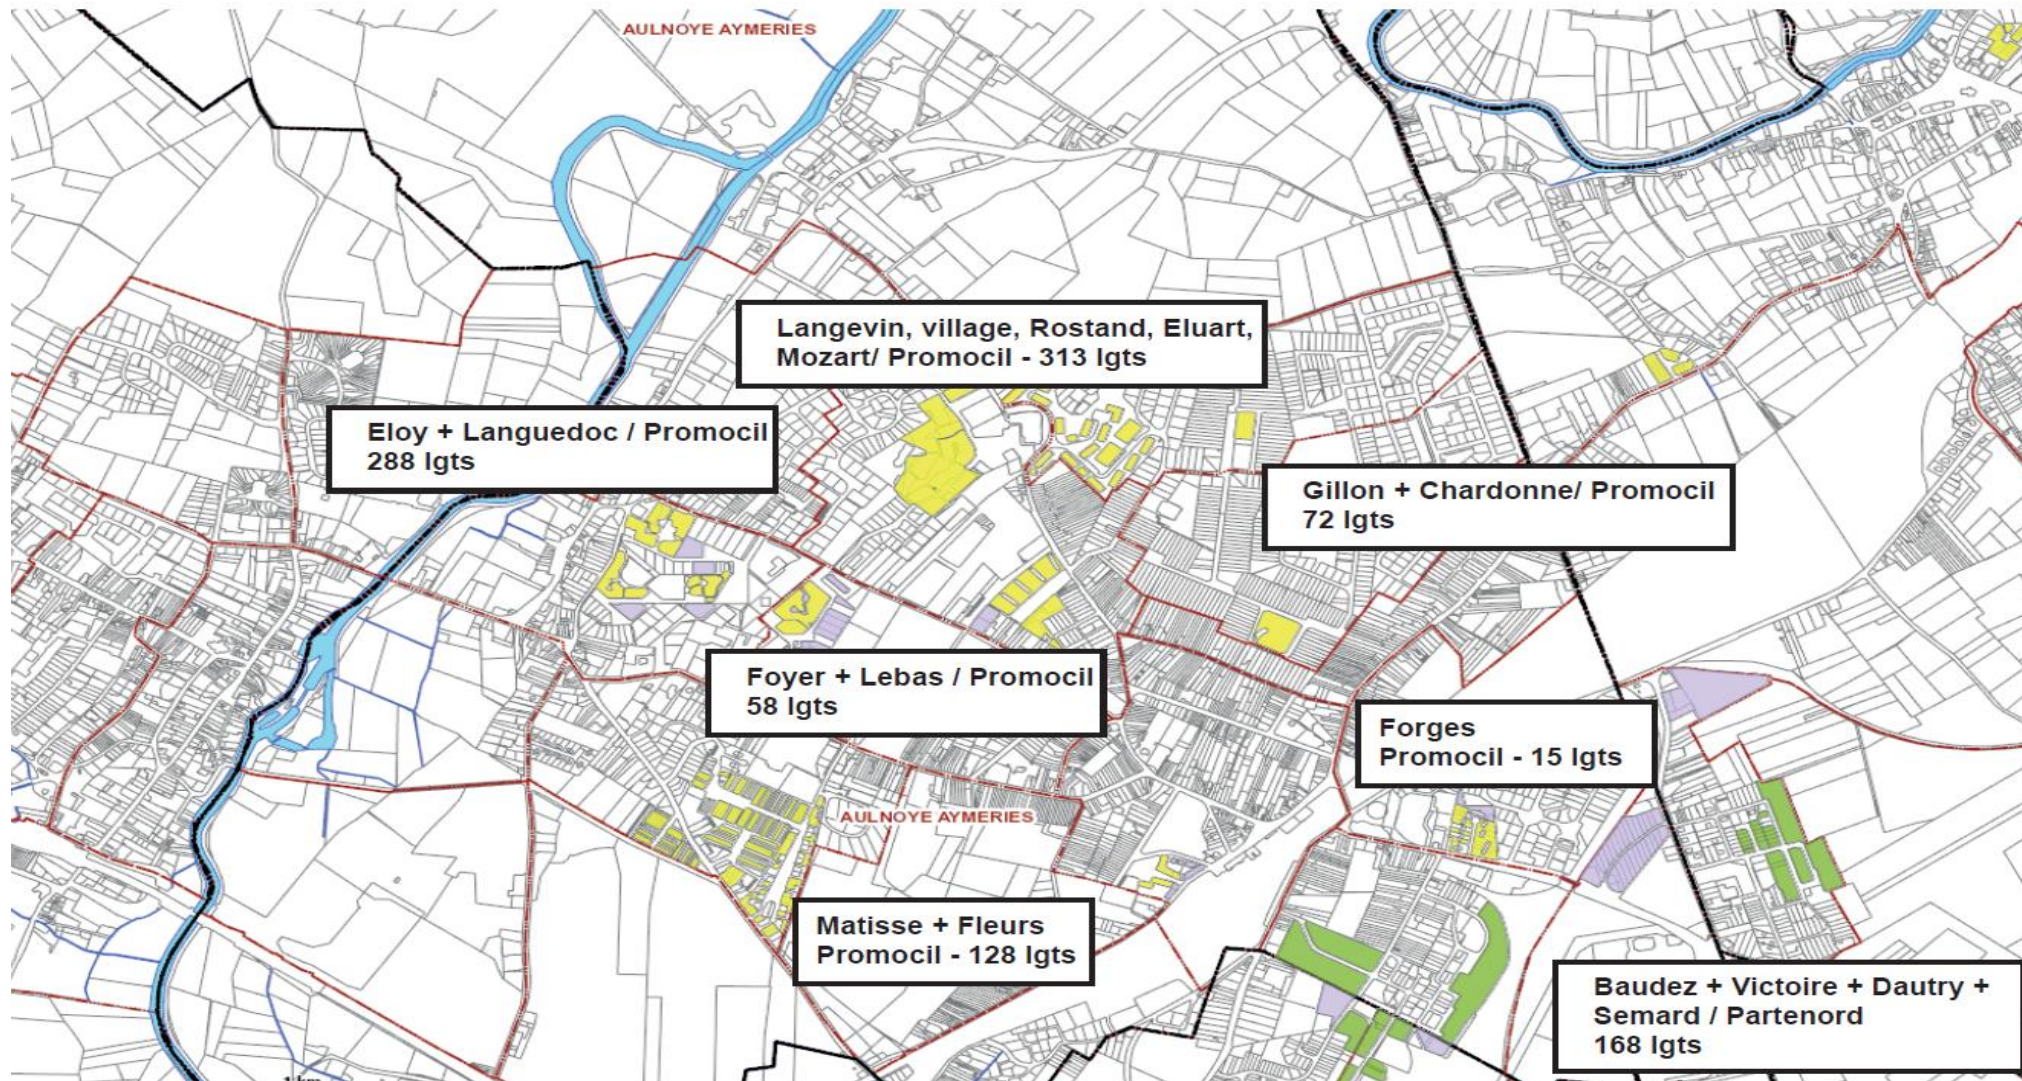 AULNOYE AYMERIES
Langevin, village, Rostand, Eluart,
Mozart/ Promocil - 313 lgts
Eloy + Languedoc / Promocil
288 lgts
Gillon + Chardonne/ Promocil
72 lgts
Foyer + Lebas / Promocil
58 lgts
Forges
Promocil - 15 lgts
AULNOYE AYMERIES
Matisse + Fleurs
Promocil - 128 lgts
Baudez + Victoire + Dautry +
Semard / Partenord
168 lgts
1 km